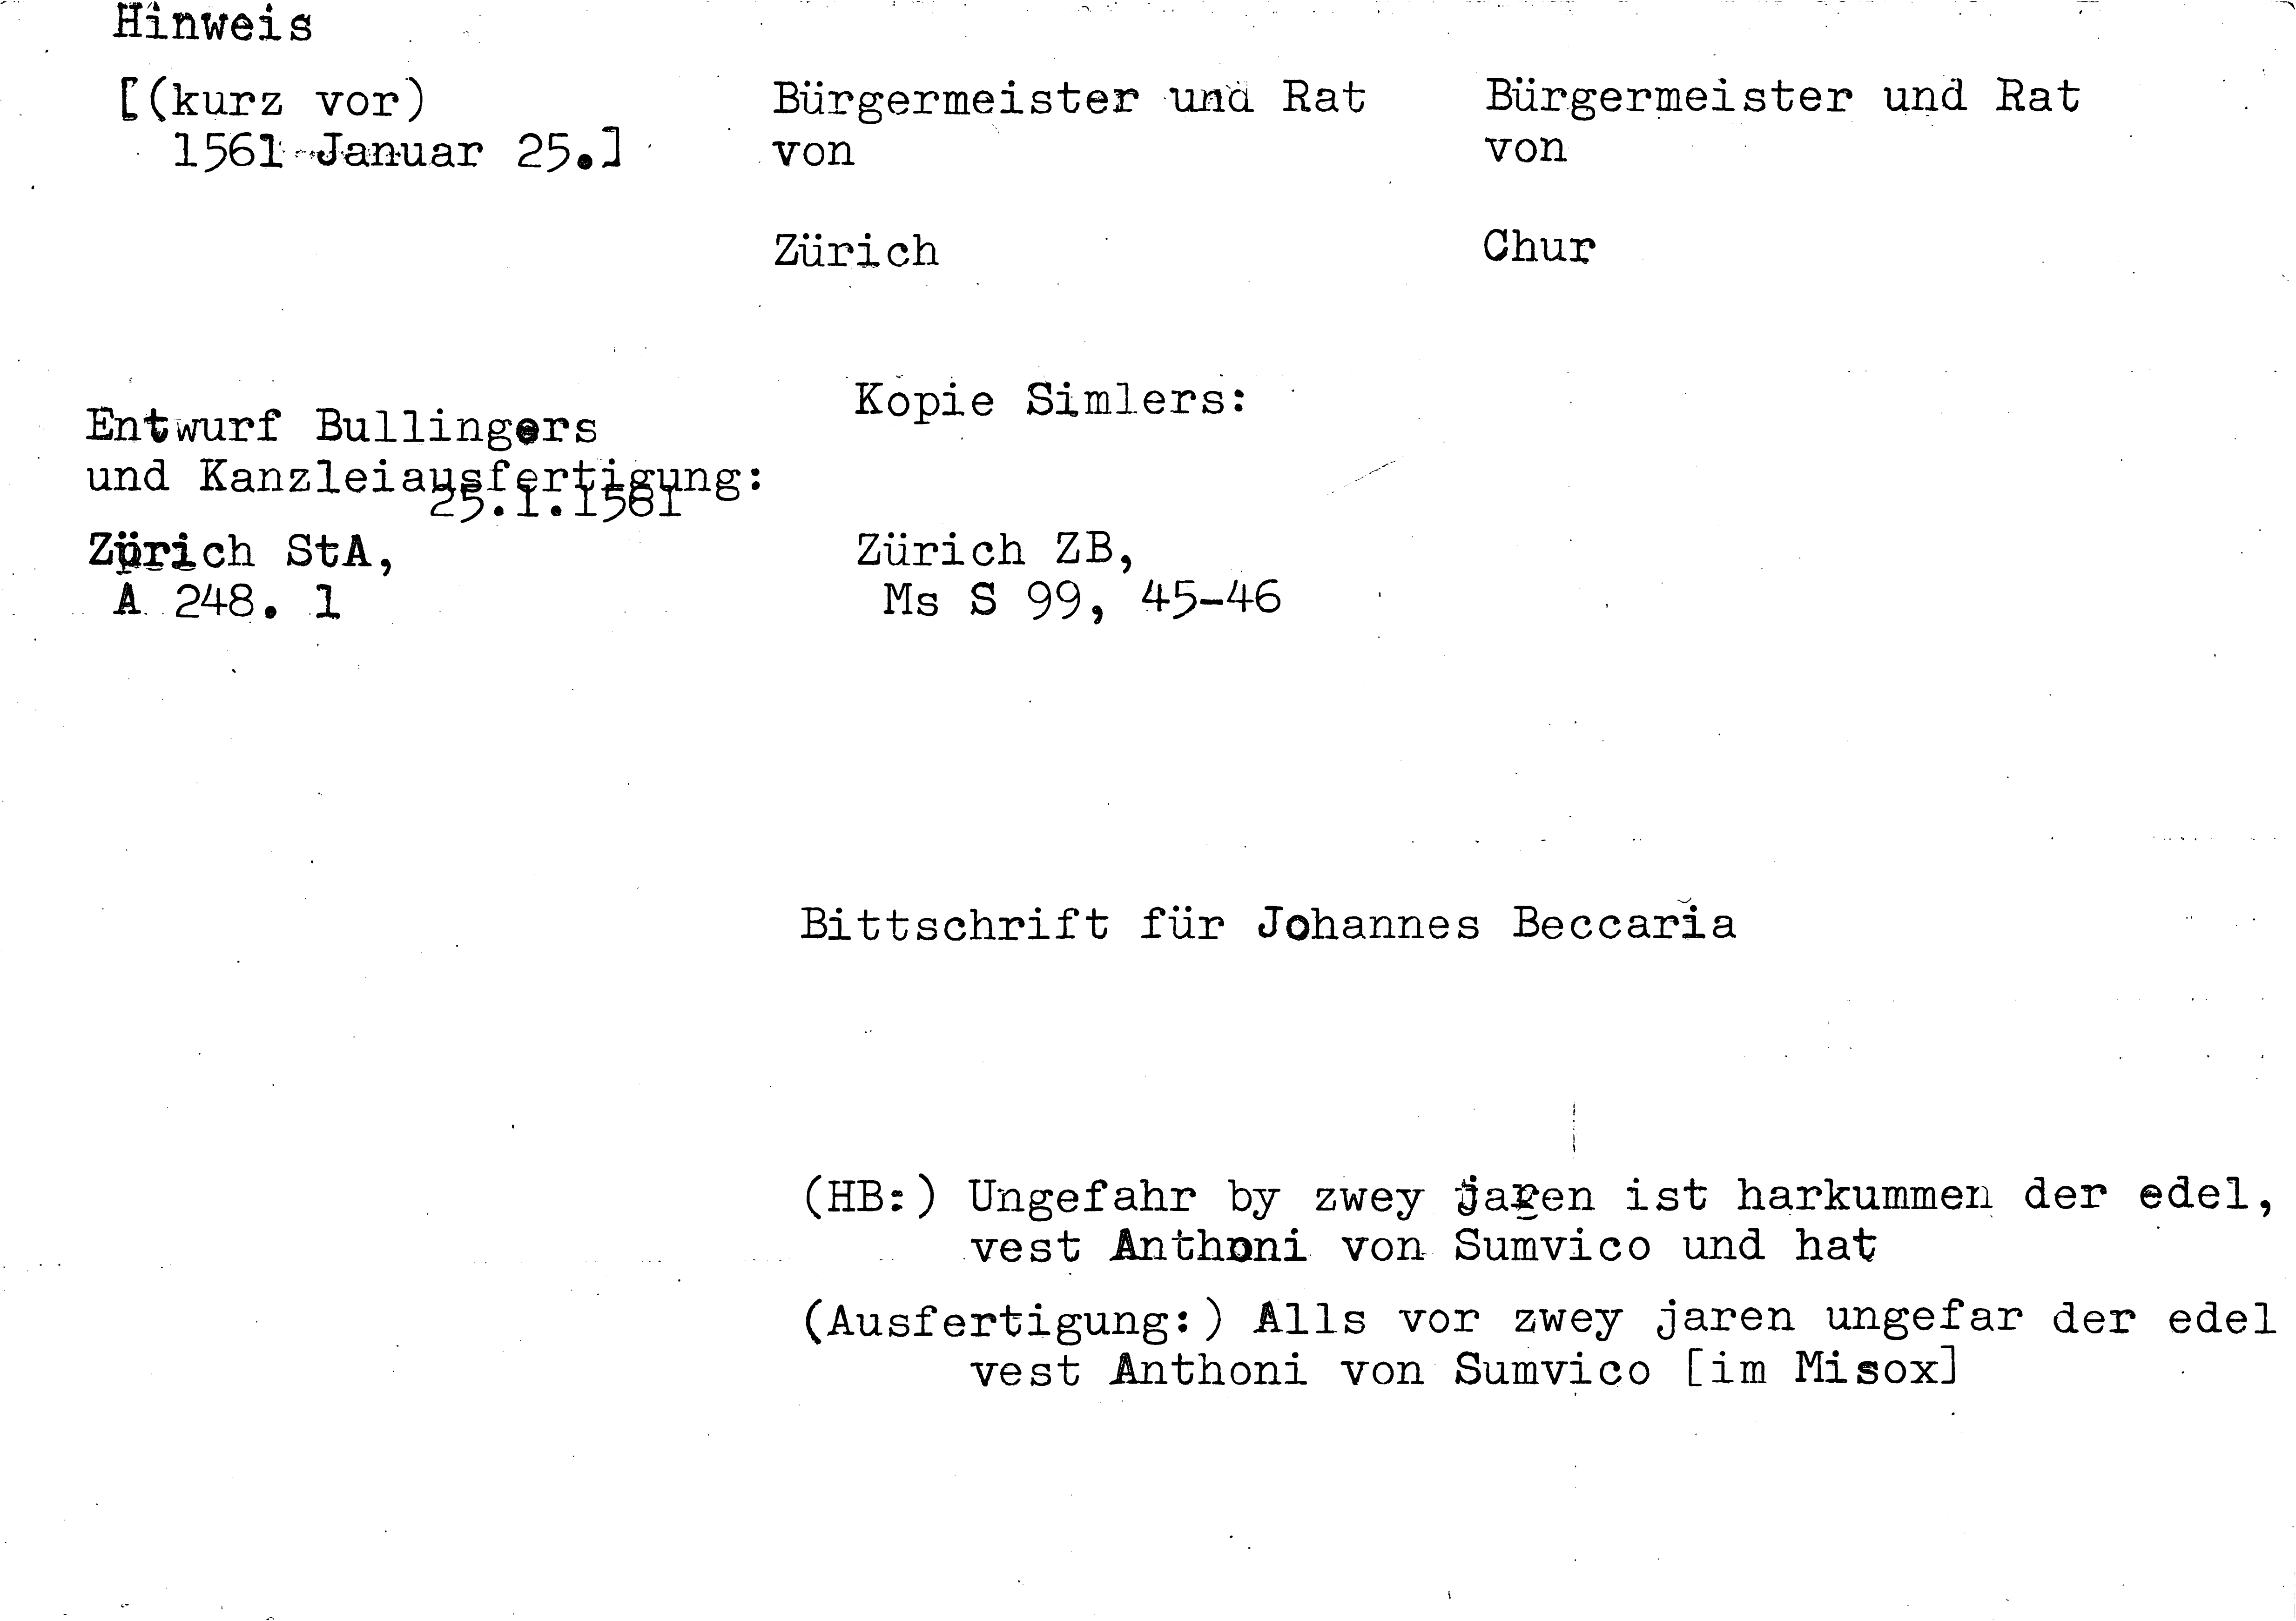 Hinweis
[(kurz vor)
1561 Januar 25.]
Bürgermeister und Rat
von
Zürich
Bürgermeister und Rat
von
Chur
Entwurf Bullingers
und Kanzleiausfertigung:
25.1.1561
Zürich StA,
A 248. 1
Kopie Simlers:
Zürich ZB,
Ms S 99, 45-46
Bittschrift für Johannes Beccaria
(HB:) Ungefahr by zwey jaren ist harkummen der edel,
vest Anthoni von Sumvico und hat
(Ausfertigung:) Alls vor zwey jaren ungefar der edel
vest Anthoni von Sumvico [im Misox]